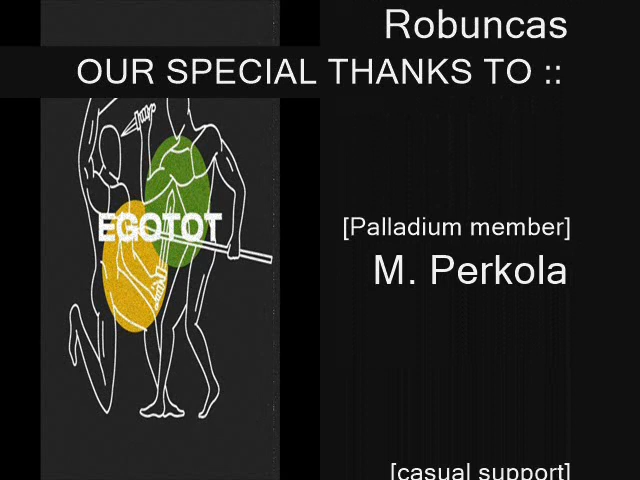 Robuncas
OUR SPECIAL THANKS TO ::
EGOTOT
[Palladium member]
M. Perkola
[casual support]